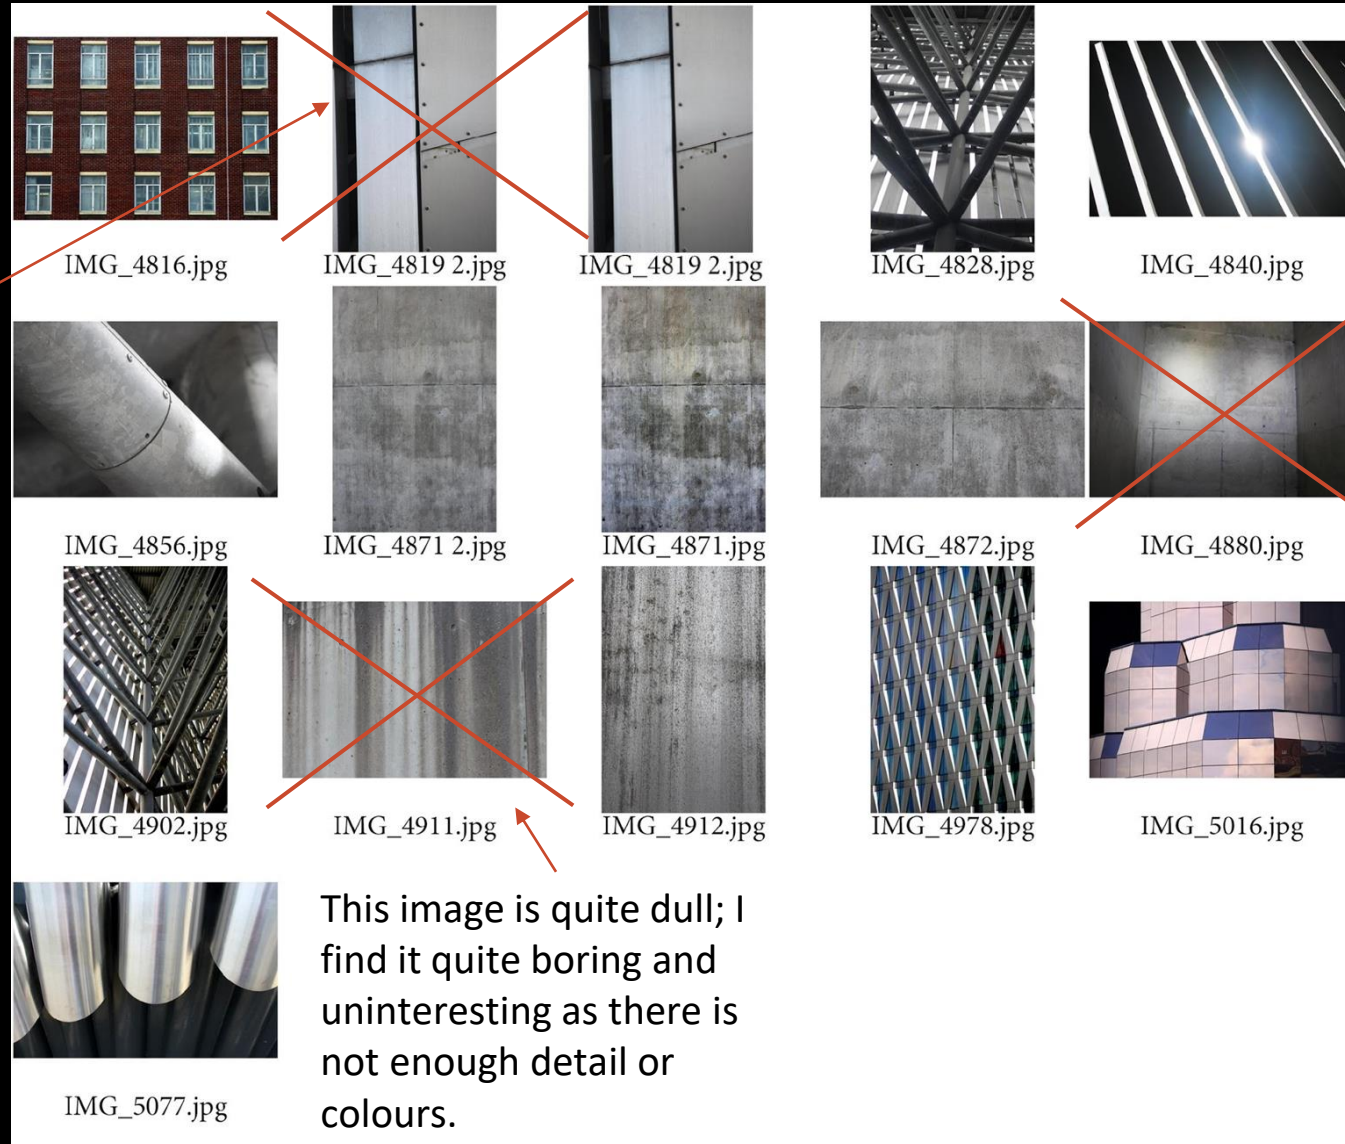 IMG_4816.jpg
IMG_4819 2.jpg
IMG_4819 2.jpg
IMG_4828.jpg
IMG_4840.jpg
IMG_4856.jpg
IMG_4871 2.jpg
IMG_4871.jpg
IMG_4872.jpg
IMG_4880.jpg
IMG_4902.jpg
IMG_4911.jpg
IMG_4912.jpg
IMG_4978.jpg
IMG_5016.jpg
IMG_5077.jpg
This image is quite dull; I
find it quite boring and
uninteresting as there is
not enough detail or
colours.